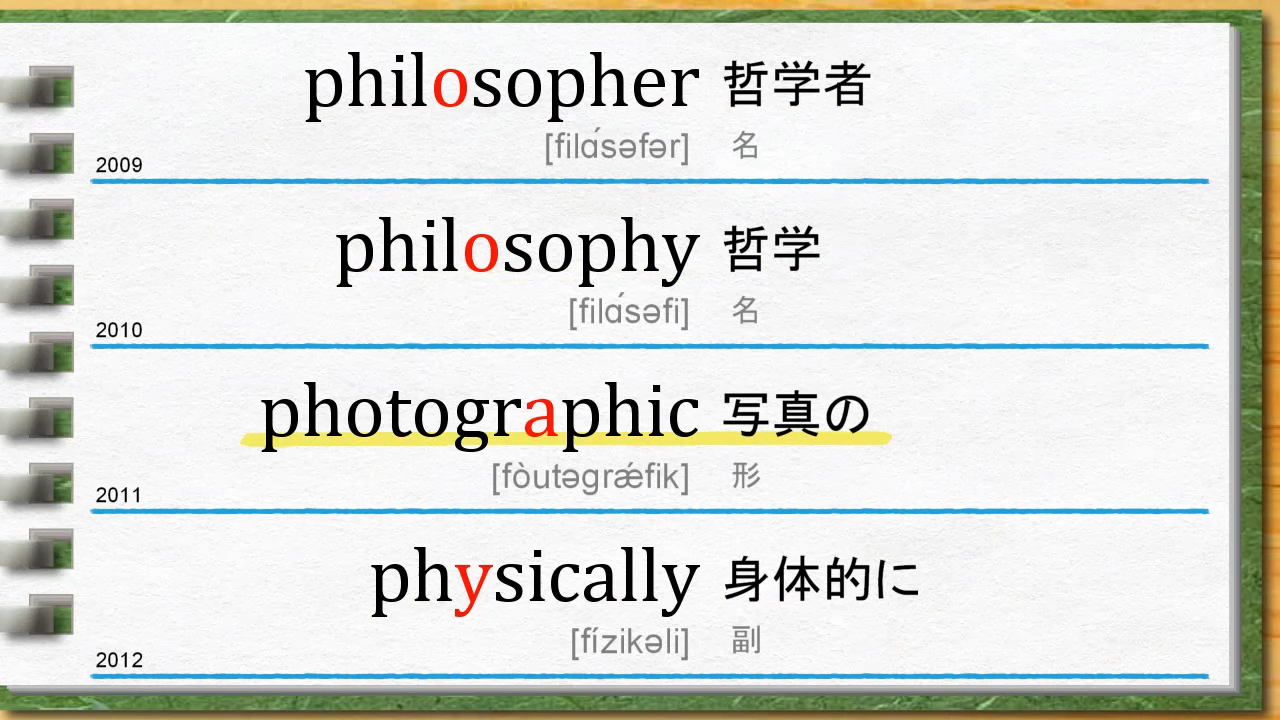 philosopher 哲学者
[filɑ́səfər] 名
2009
philosophy 哲学
[filɑ́səfi] 名
2010
photographic 写真の
[fòutəgrǽfik] 形
2011
physically 身体的に
[fízikəli] 副
2012